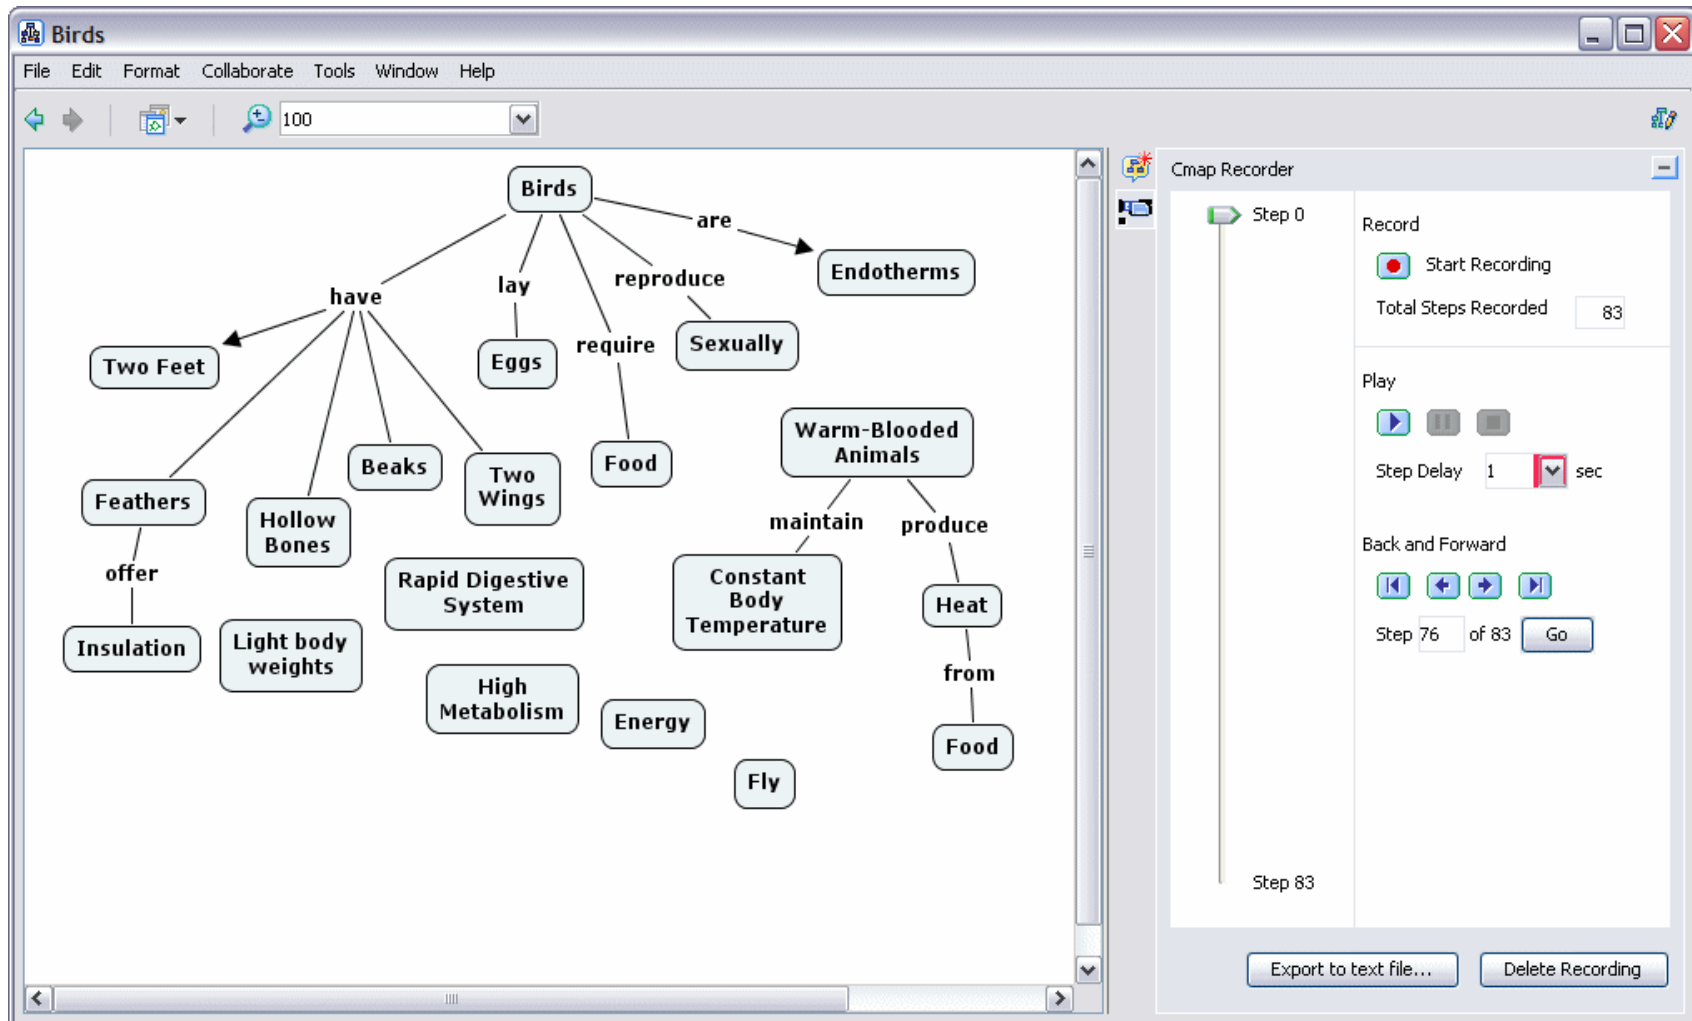 Birds
File Edit Format Collaborate Tools Window Help
100
Birds
are
Endotherms
reproduce
Sexually
lay
Eggs
require
Food
have
Two Feet
Feathers
Hollow
Bones
Beaks
Two
Wings
offer
Insulation
Light body
weights
Rapid Digestive
System
High
Metabolism
Energy
Fly
Warm-Blooded
Animals
maintain
Constant
Body
Temperature
produce
Heat
from
Food
Cmap Recorder
Step 0
Step 83
Record
Start Recording
Total Steps Recorded 83
Play
Step Delay 1 sec
Back and Forward
Step 76 of 83 Go
Export to text file...
Delete Recording